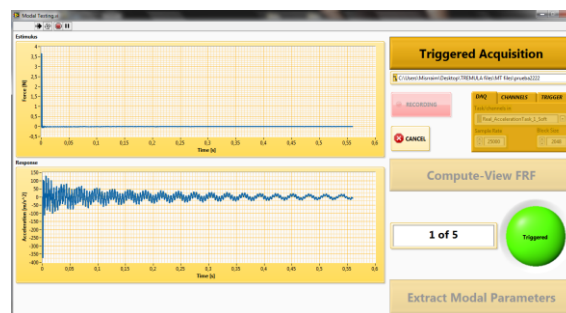 Modal Testing.vi
Estimulus
Force [N]
4
3,5
3
2,5
2
1,5
1
0,5
0
-0,5
0 0,05 0,1 0,15 0,2 0,25 0,3 0,35 0,4 0,45 0,5 0,55 0,6
Time (s)
Response
Acceleration [m/s^2]
150
100
50
0
-50
-100
-150
-200
-250
-300
-350
-400
0 0,05 0,1 0,15 0,2 0,25 0,3 0,35 0,4 0,45 0,5 0,55 0,6
Time (s)
Triggered Acquisition
RECORDING
CANCEL
DAQ CHANNELS TRIGGER
Sample Rate Block Size
Compute-View FRF
1 of 5
Triggered
Extract Modal Parameters